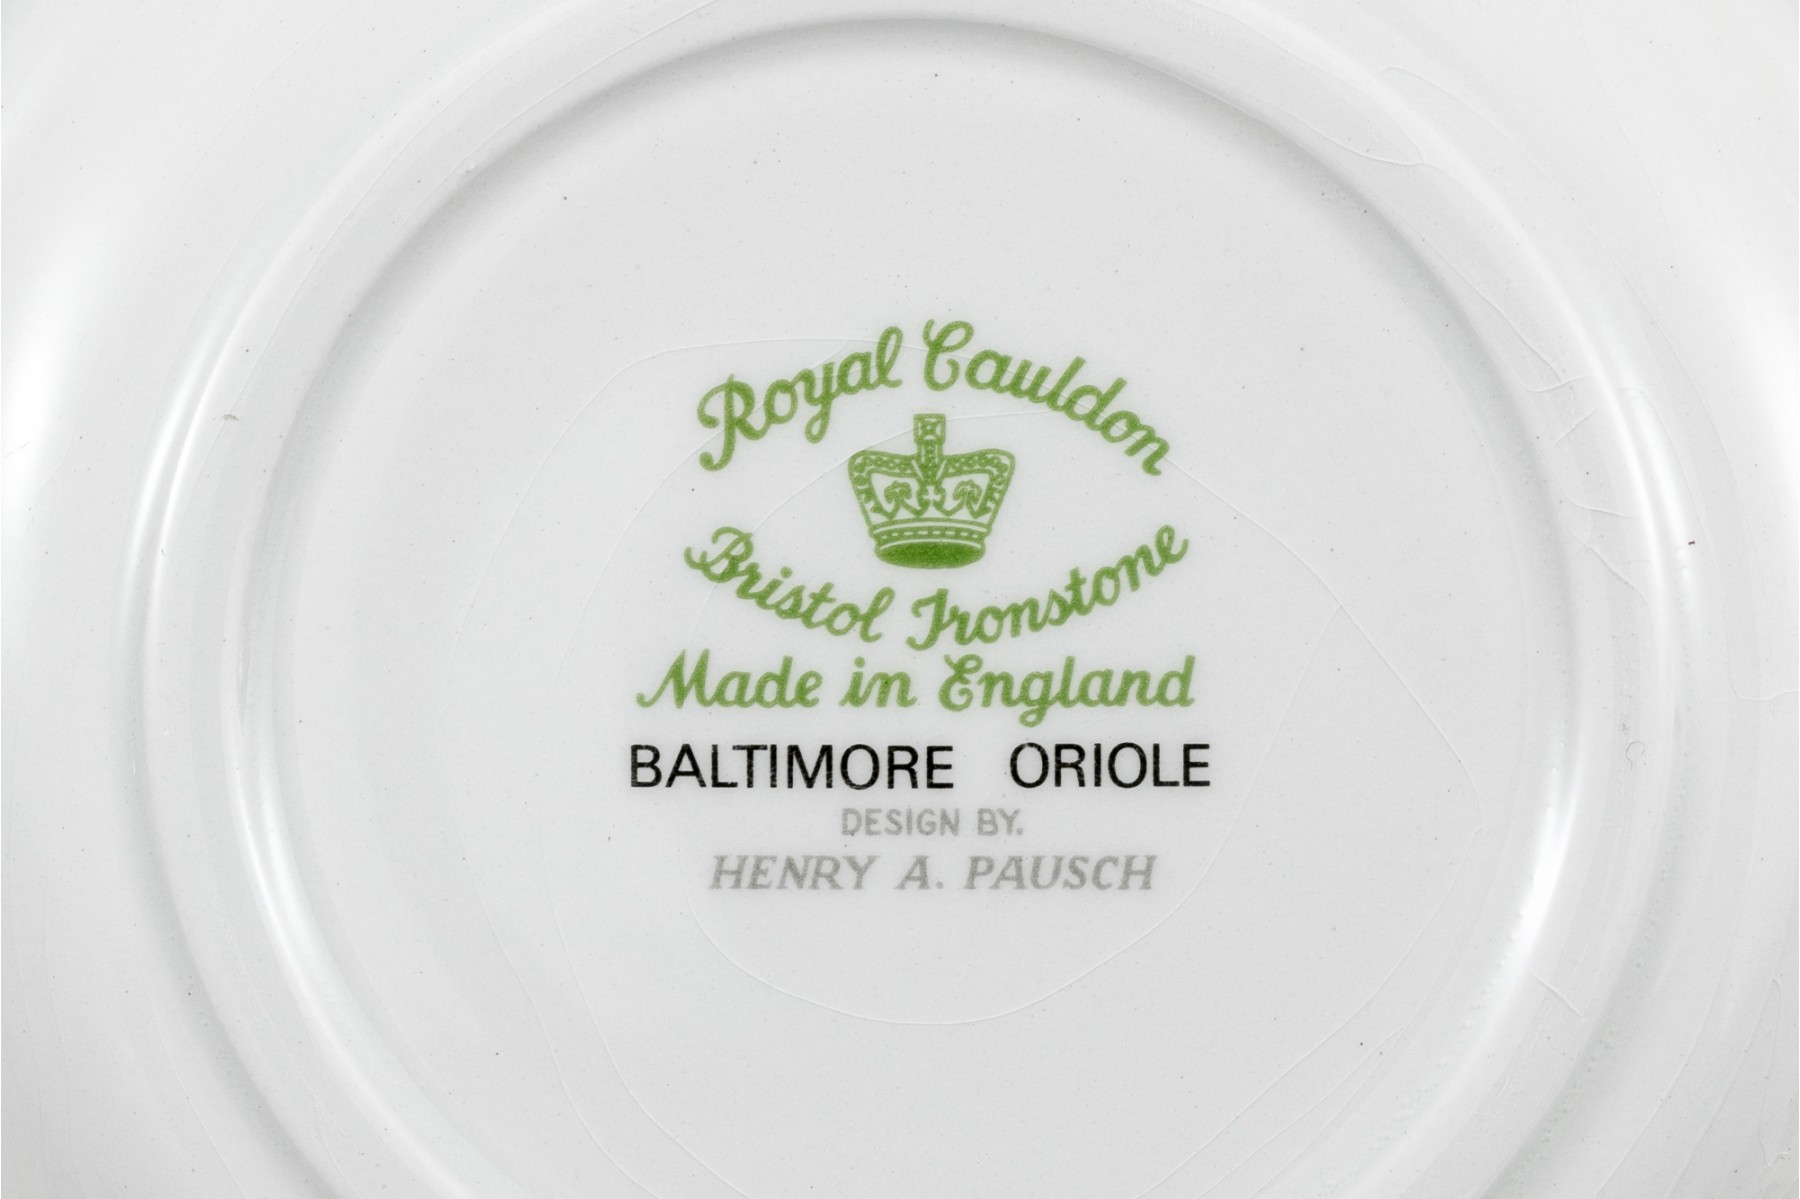 Royal Cauldon
Bristol Ironstone
Made in England
BALTIMORE ORIOLE
DESIGN BY.
HENRY A. PAUSCH